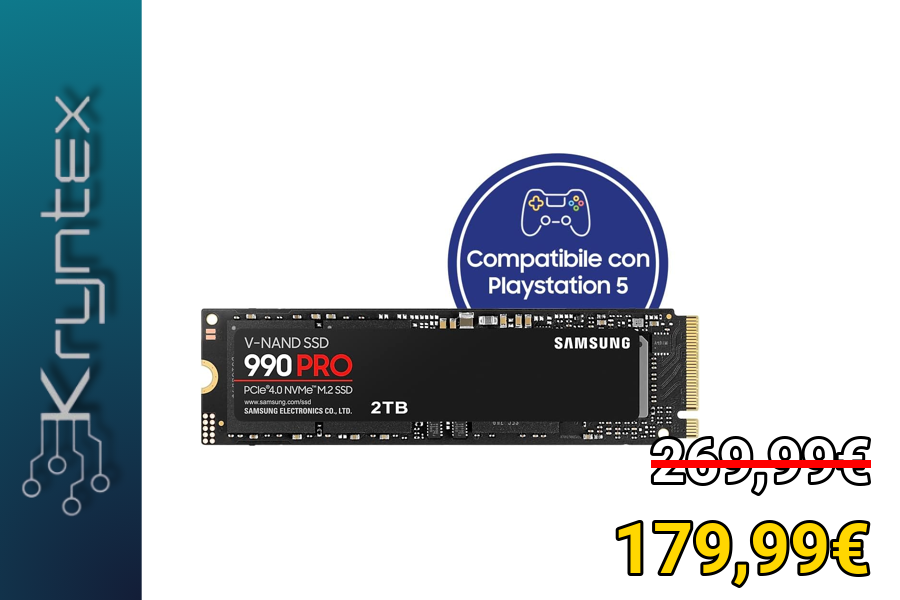 Kryntex
Compatibile con
Playstation 5
V-NAND SSD
990 PRO
PCIe®4.0 NVMe™ M.2 SSD
www.samsung.com/ssd
SAMSUNG ELECTRONICS CO., LTD.
2TB
SAMSUNG
269,99€
179,99€